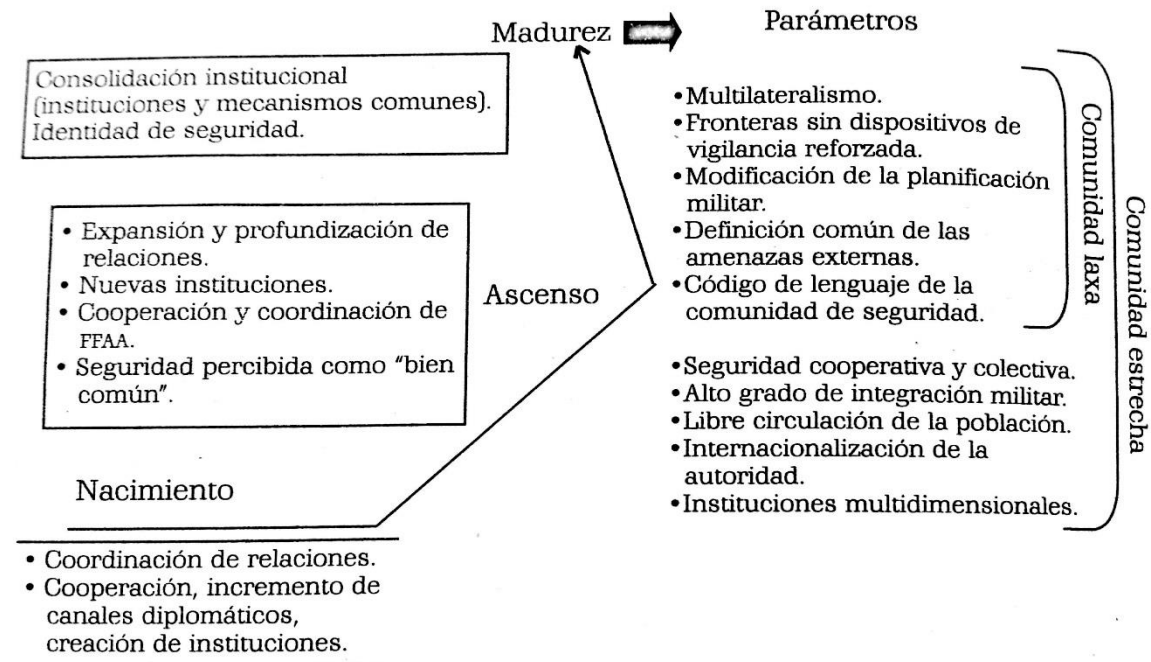 Madurez
Parámetros
Consolidación institucional
(instituciones y mecanismos comunes).
Identidad de seguridad.
• Expansión y profundización de
relaciones.
• Nuevas instituciones.
• Cooperación y coordinación de
FFAA.
• Seguridad percibida como "bien
común".
Ascenso
Nacimiento
• Coordinación de relaciones.
• Cooperación, incremento de
canales diplomáticos,
creación de instituciones.
•Multilateralismo.
•Fronteras sin dispositivos de
vigilancia reforzada.
•Modificación de la planificación
militar.
•Definición común de las
amenazas externas.
•Código de lenguaje de la
comunidad de seguridad.
•Seguridad cooperativa y colectiva.
•Alto grado de integración militar.
•Libre circulación de la población.
•Internacionalización de la
autoridad.
•Instituciones multidimensionales.
Comunidad laxa
Comunidad estrecha